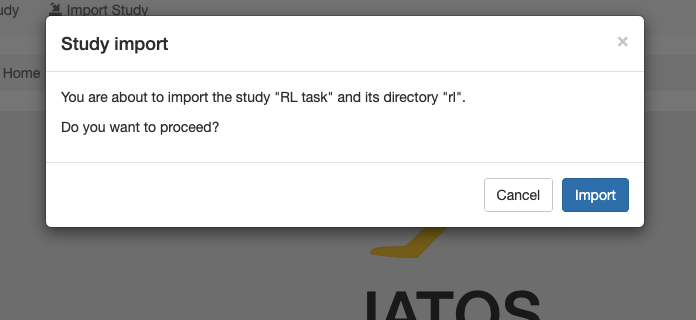 udy Import Study
Study import ×
Home
You are about to import the study "RL task" and its directory "rl".
Do you want to proceed?
Cancel Import
JATOS